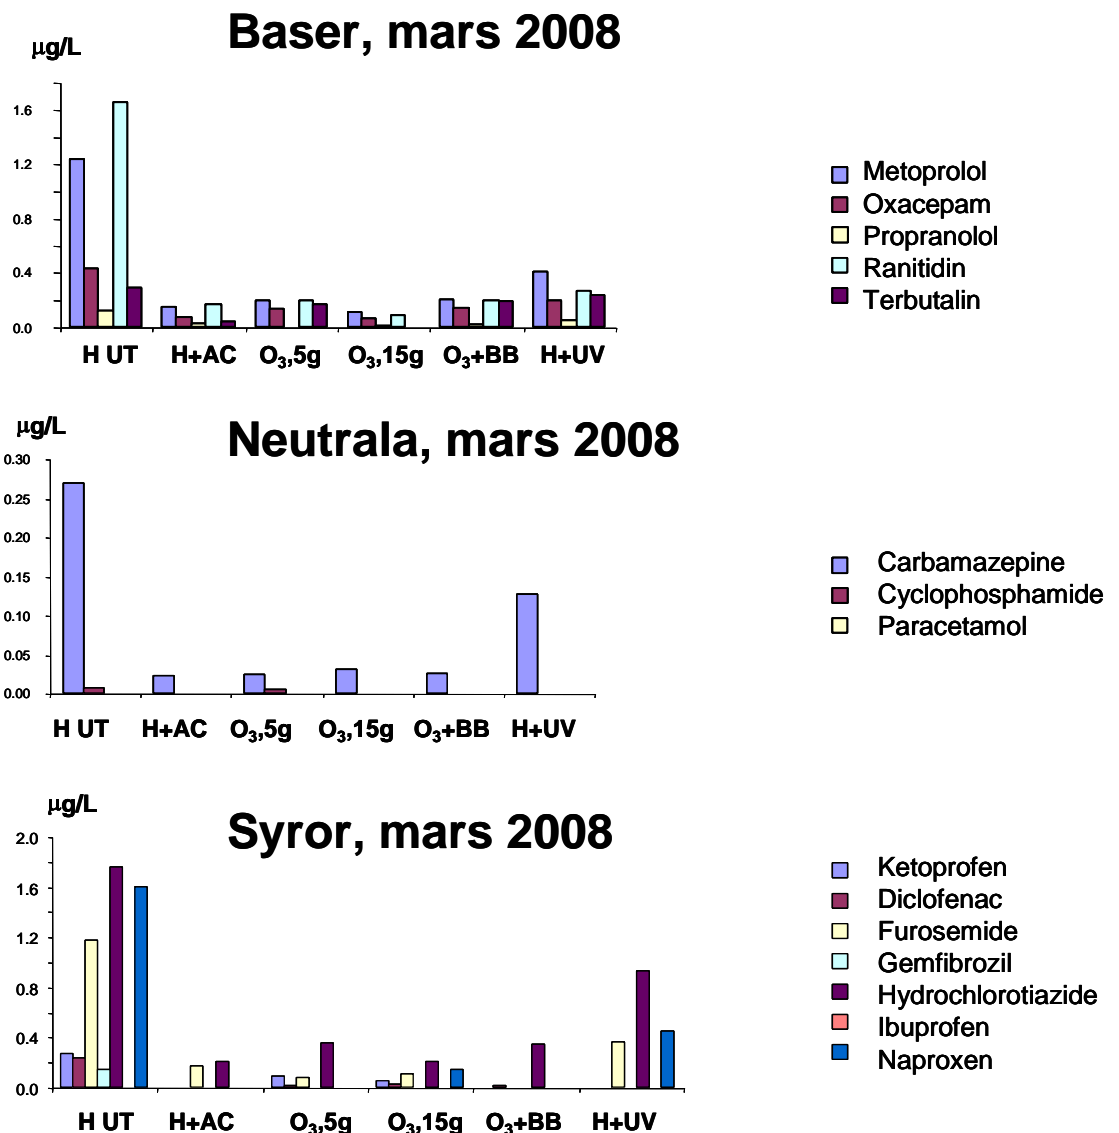 Baser, mars 2008
μg/L
1.6
1.2
0.8
0.4
0.0
H UT H+AC O₃,5g O₃,15g O₃+BB H+UV
Metoprolol
Oxacepam
Propranolol
Ranitidin
Terbutalin
Neutrala, mars 2008
μg/L
0.30
0.25
0.20
0.15
0.10
0.05
0.00
H UT H+AC O₃,5g O₃,15g O₃+BB H+UV
Carbamazepine
Cyclophosphamide
Paracetamol
Syror, mars 2008
μg/L
2.0
1.6
1.2
0.8
0.4
0.0
H UT H+AC O₃,5g O₃,15g O₃+BB H+UV
Ketoprofen
Diclofenac
Furosemide
Gemfibrozil
Hydrochlorotiazide
Ibuprofen
Naproxen